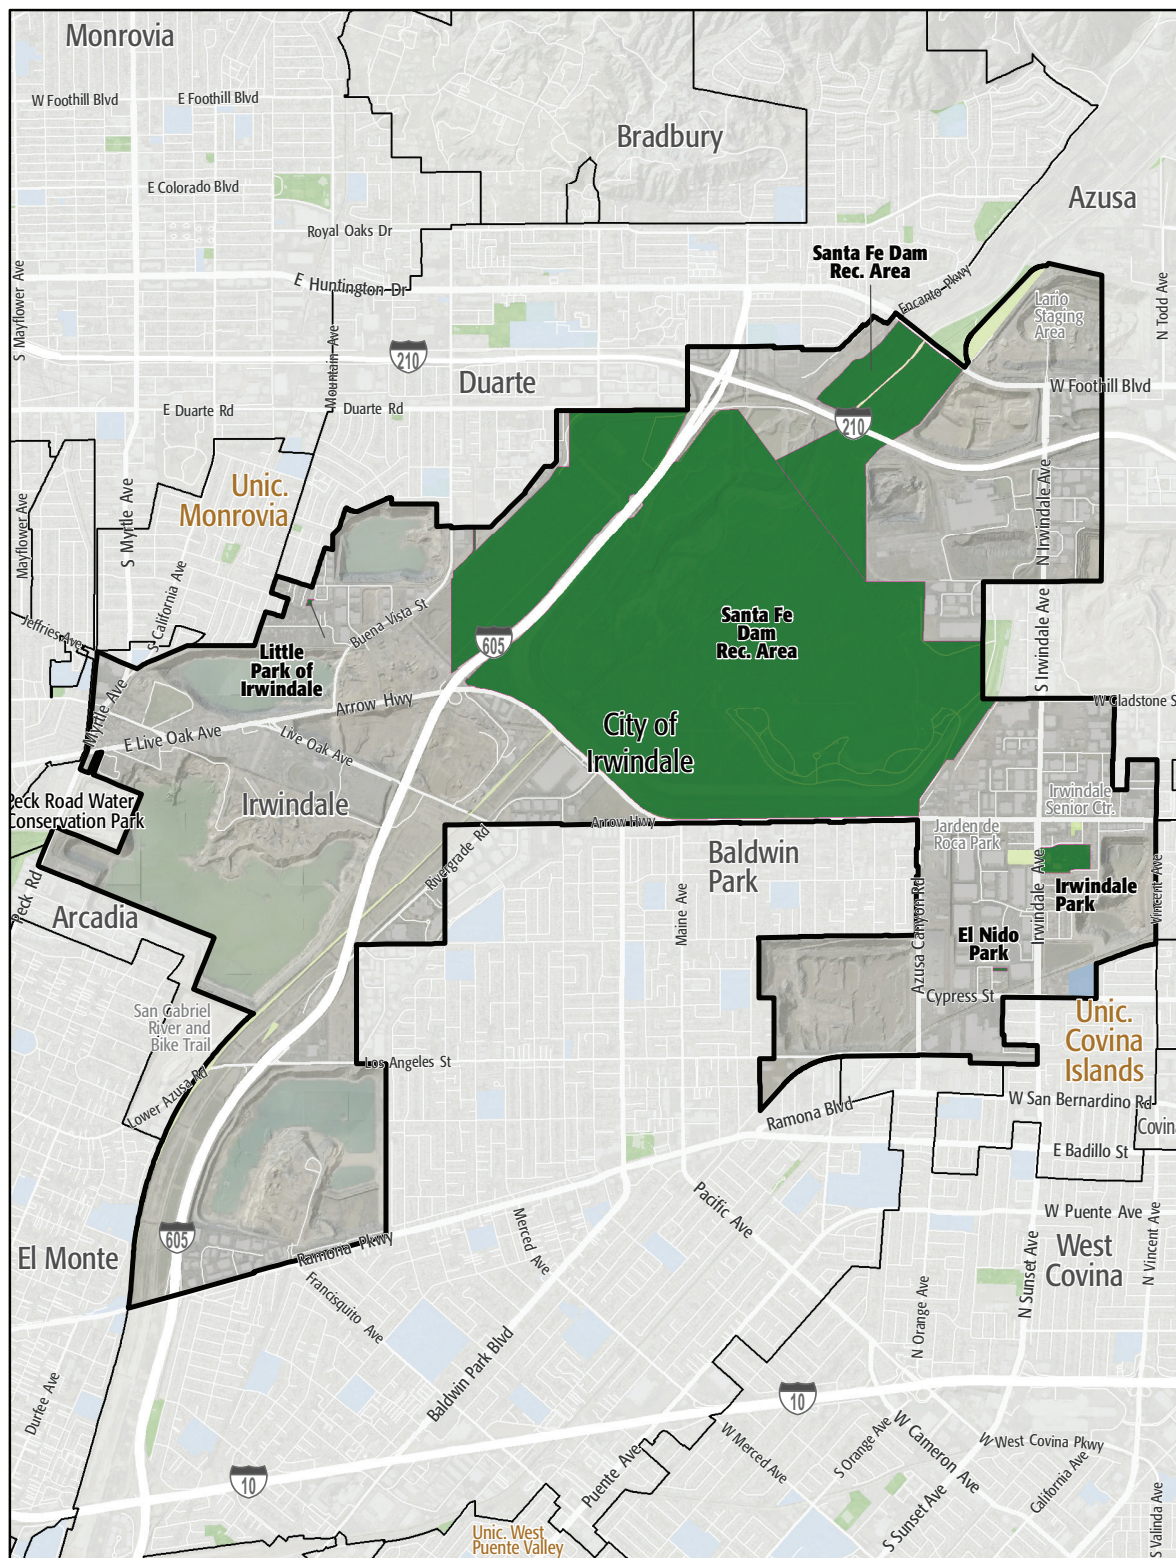 Monrovia
W Foothill Blvd
E Foothill Blvd
Bradbury
E Colorado Blvd
Azusa
Royal Oaks Dr
Santa Fe Dam
Rec. Area
S Mayflower Ave
E Huntington Dr
Encanto Pkwy
Lario
Staging
Area
N Todd Ave
210
Mountain Ave
Duarte
W Foothill Blvd
E Duarte Rd
Duarte Rd
210
Unic.
Monrovia
Mayflower Ave
S Myrtle Ave
N Irwindale Ave
S California Ave
Jeffries Ave
Buena Vista St
Little
Park of
Irwindale
605
Santa Fe
Dam
Rec. Area
S Irwindale Ave
Myrtle Ave
Arrow Hwy
W Gladstone S
E Live Oak Ave
Live Oak Ave
City of
Irwindale
Peck Road Water
Conservation Park
Irwindale
Irwindale
Senior Ctr.
Arrow Hwy
Jarden de
Roca Park
Rivergrade Rd
Baldwin
Park
Peck Rd
Arcadia
Maine Ave
Azusa Canyon Rd
Irwindale Ave
Irwindale
Park
Vincent Ave
El Nido
Park
Cypress St
San Gabriel
River and
Bike Trail
Unic.
Covina
Islands
Los Angeles St
Lower Azusa Rd
Ramona Blvd
W San Bernardino Rd
Covin
E Badillo St
Pacific Ave
W Puente Ave
605
El Monte
Ramona Pkwy
Merced Ave
West
Covina
N Vincent Ave
N Sunset Ave
Francisquito Ave
N Orange Ave
Baldwin Park Blvd
Durfee Ave
10
W Merced Ave
S Orange Ave
W Cameron Ave
W West Covina Pkwy
California Ave
10
Puente Ave
S Sunset Ave
S Valinda Ave
Unic. West
Puente Valley